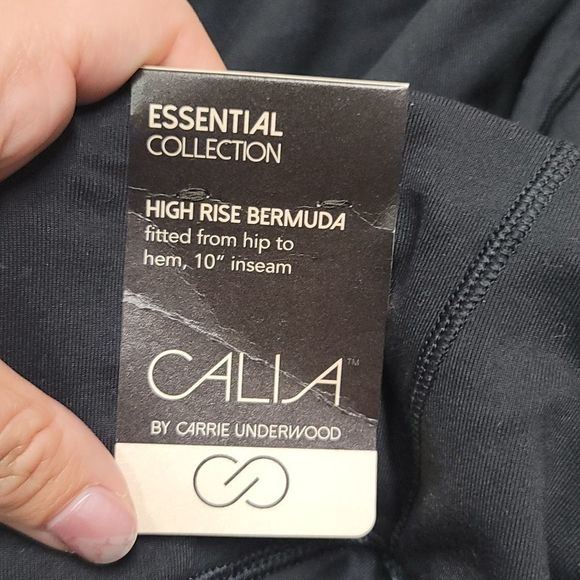 ESSENTIAL
COLLECTION
HIGH RISE BERMUDA
fitted from hip to
hem, 10" inseam
CALIA™
BY CARRIE UNDERWOOD